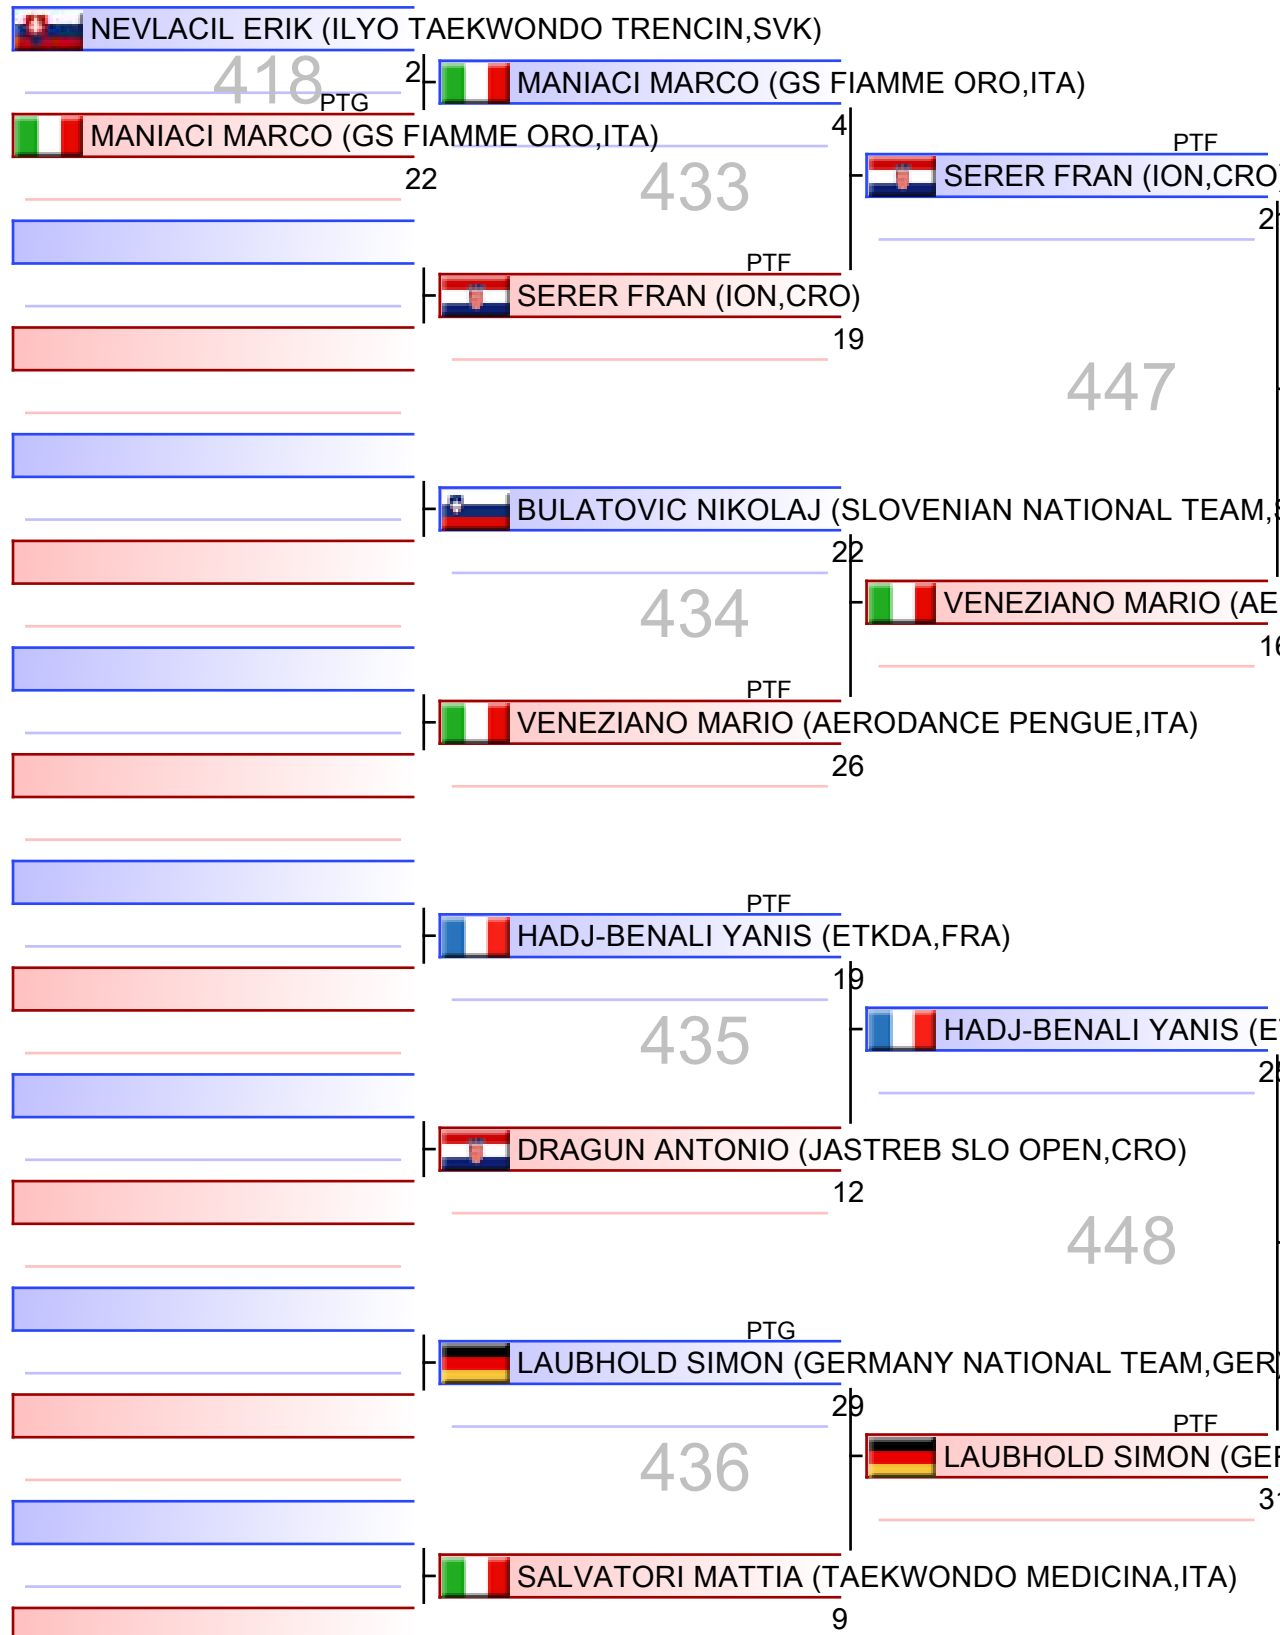 NEVLACIL ERIK (ILYO TAEKWONDO TRENCIN,SVK)
418
2
PTG
MANIACI MARCO (GS FIAMME ORO,ITA)
22
MANIACI MARCO (GS FIAMME ORO,ITA)
4
433
PTF
SERER FRAN (ION,CRO)
19
PTF
SERER FRAN (ION,CRO)
447
BULATOVIC NIKOLAJ (SLOVENIAN NATIONAL TEAM,
22
434
PTF
VENEZIANO MARIO (AERODANCE PENGUE,ITA)
26
VENEZIANO MARIO (AE
16
PTF
HADJ-BENALI YANIS (ETKDA,FRA)
19
435
DRAGUN ANTONIO (JASTREB SLO OPEN,CRO)
12
HADJ-BENALI YANIS (E
448
PTG
LAUBHOLD SIMON (GERMANY NATIONAL TEAM,GER)
29
436
SALVATORI MATTIA (TAEKWONDO MEDICINA,ITA)
9
PTF
LAUBHOLD SIMON (GE
31